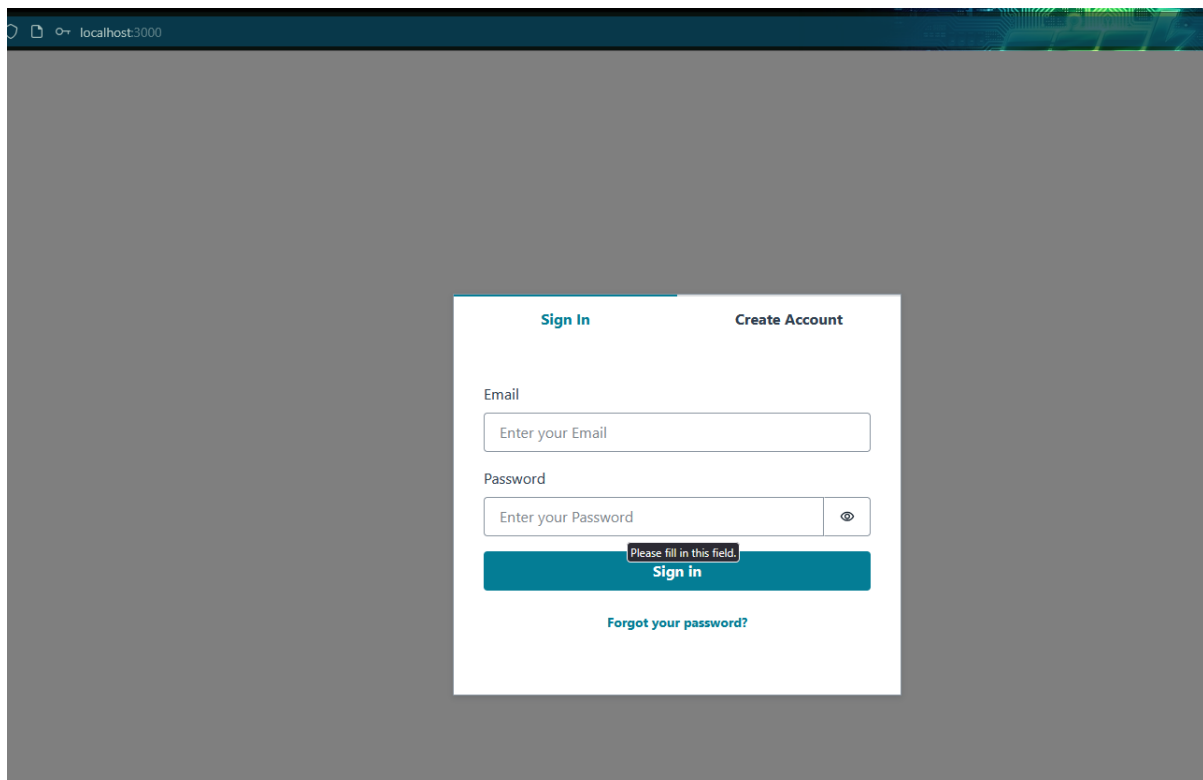 localhost:3000
Sign In
Create Account
Email
Enter your Email
Password
Enter your Password
Please fill in this field.
Sign in
Forgot your password?